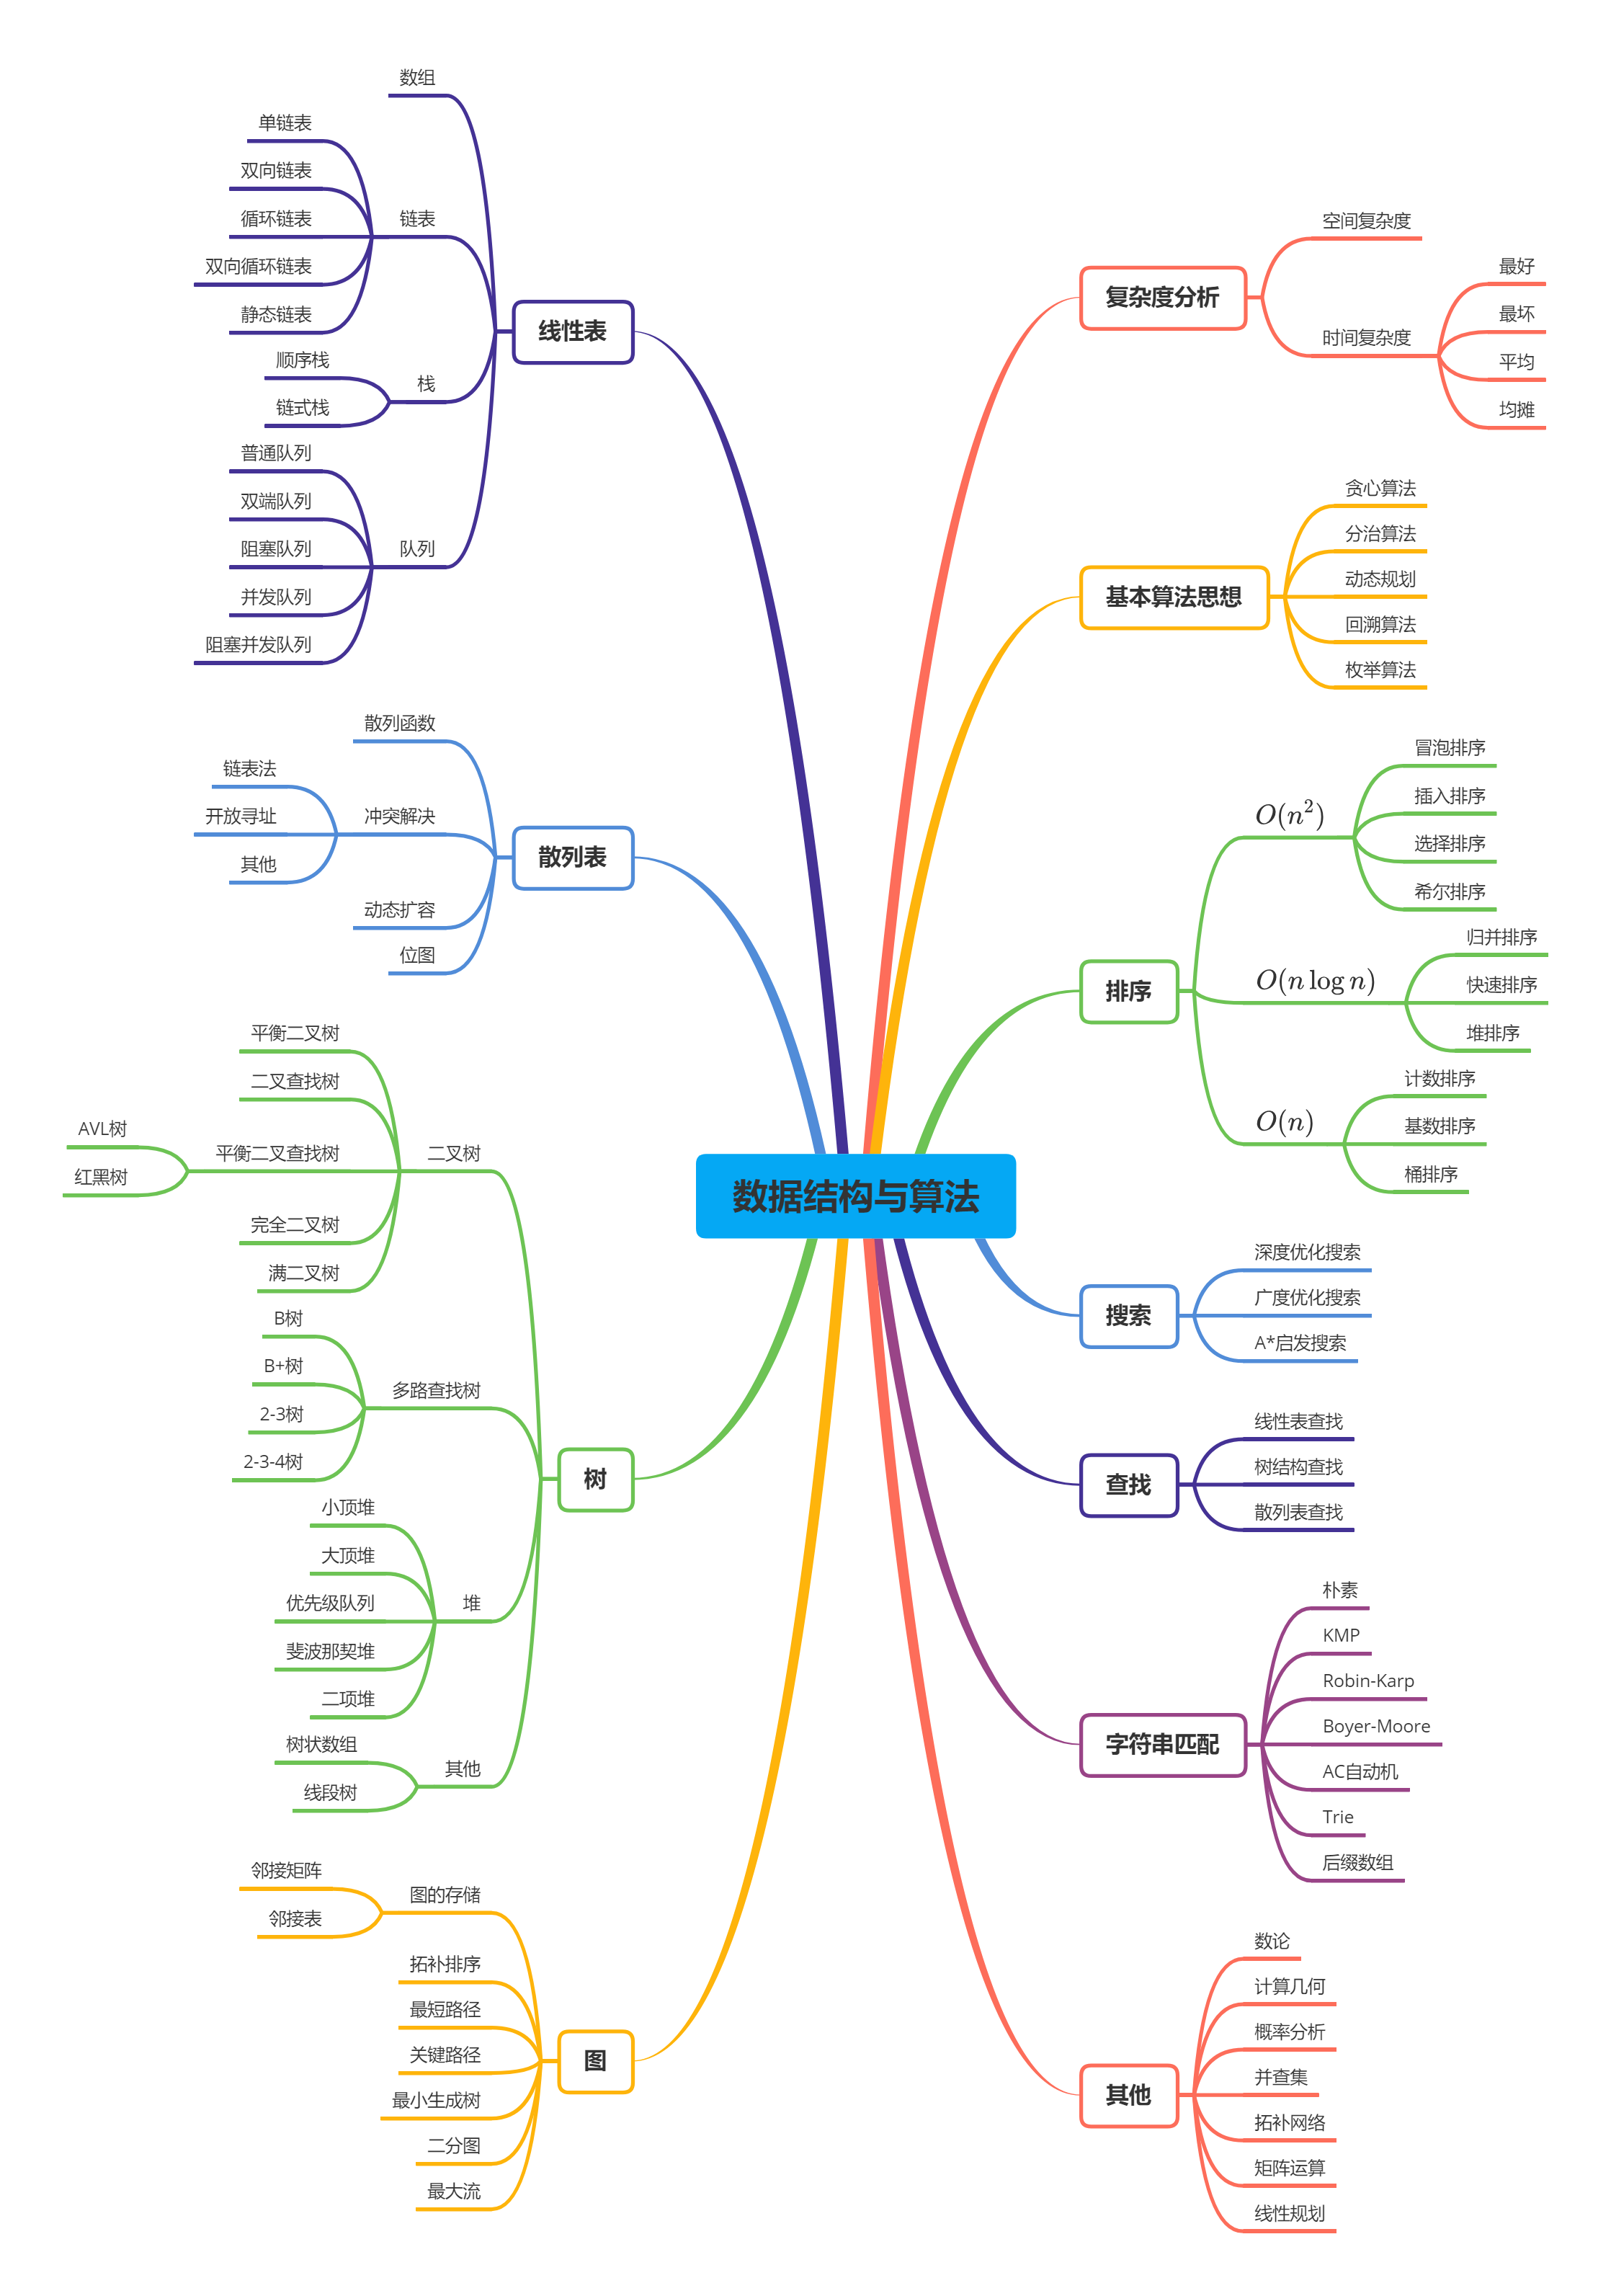 数据结构与算法
复杂度分析
空间复杂度
时间复杂度
最好
最坏
平均
均摊
基本算法思想
贪心算法
分治算法
动态规划
回溯算法
枚举算法
排序
O(n²)
冒泡排序
插入排序
选择排序
希尔排序
O(n log n)
归并排序
快速排序
堆排序
O(n)
计数排序
基数排序
桶排序
搜索
深度优化搜索
广度优化搜索
A*启发搜索
查找
线性表查找
树结构查找
散列表查找
字符串匹配
朴素
KMP
Robin-Karp
Boyer-Moore
AC自动机
Trie
后缀数组
其他
数论
计算几何
概率分析
并查集
拓补网络
矩阵运算
线性规划
线性表
数组
链表
单链表
双向链表
循环链表
双向循环链表
静态链表
栈
顺序栈
链式栈
队列
普通队列
双端队列
阻塞队列
并发队列
阻塞并发队列
散列表
散列函数
冲突解决
链表法
开放寻址
其他
动态扩容
位图
树
二叉树
平衡二叉树
二叉查找树
平衡二叉查找树
AVL树
红黑树
完全二叉树
满二叉树
多路查找树
B树
B+树
2-3树
2-3-4树
堆
小顶堆
大顶堆
优先级队列
斐波那契堆
二项堆
其他
树状数组
线段树
图
图的存储
邻接矩阵
邻接表
拓补排序
最短路径
关键路径
最小生成树
二分图
最大流